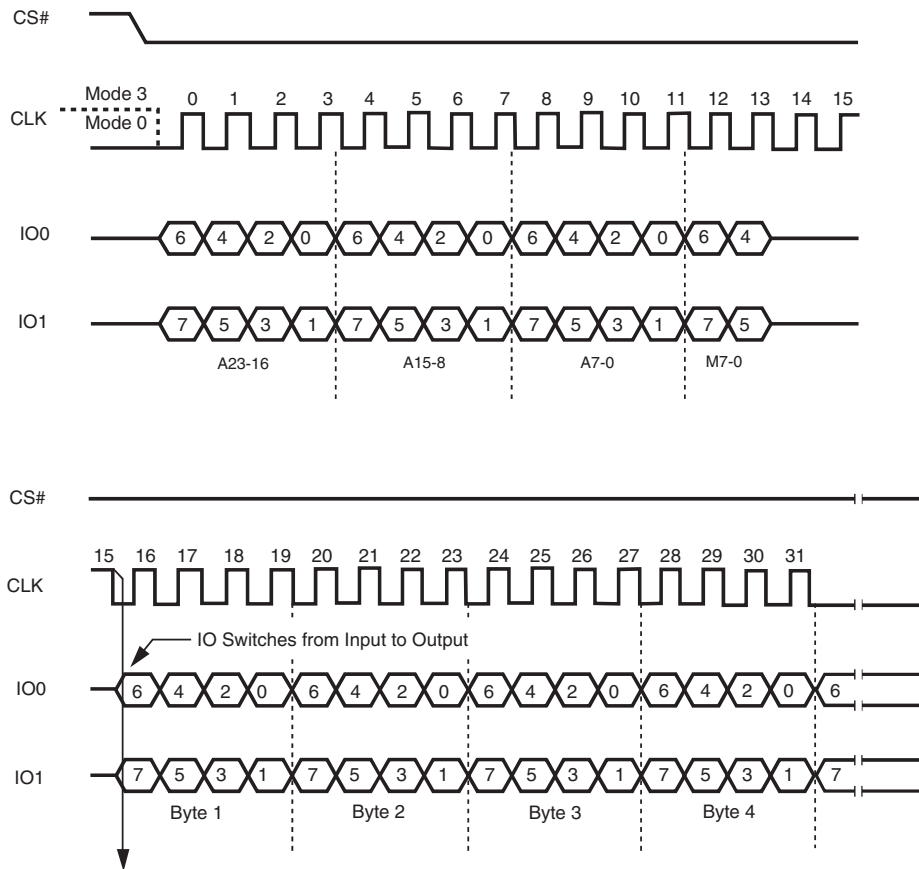 CS#
Mode 3
CLK
Mode 0
0 1 2 3 4 5 6 7 8 9 10 11 12 13 14 15
IO0
6 4 2 0 6 4 2 0 6 4 2 0 6 4
IO1
7 5 3 1 7 5 3 1 7 5 3 1 7 5
A23-16 A15-8 A7-0 M7-0
CS#
15 16 17 18 19 20 21 22 23 24 25 26 27 28 29 30 31
CLK
IO Switches from Input to Output
IO0
6 4 2 0 6 4 2 0 6 4 2 0 6 4 2 0 6
IO1
7 5 3 1 7 5 3 1 7 5 3 1 7 5 3 1 7
Byte 1 Byte 2 Byte 3 Byte 4